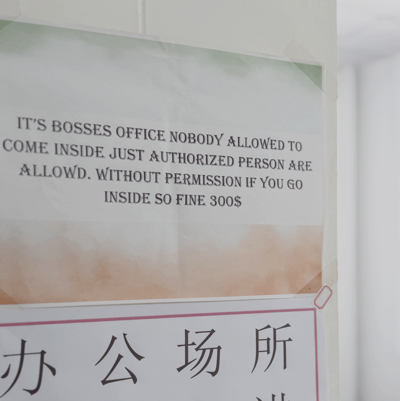 IT'S BOSSES OFFICE NOBODY ALLOWED TO
COME INSIDE JUST AUTHORIZED PERSON ARE
ALLOWD. WITHOUT PERMISSION IF YOU GO
INSIDE SO FINE 300$
办公场所